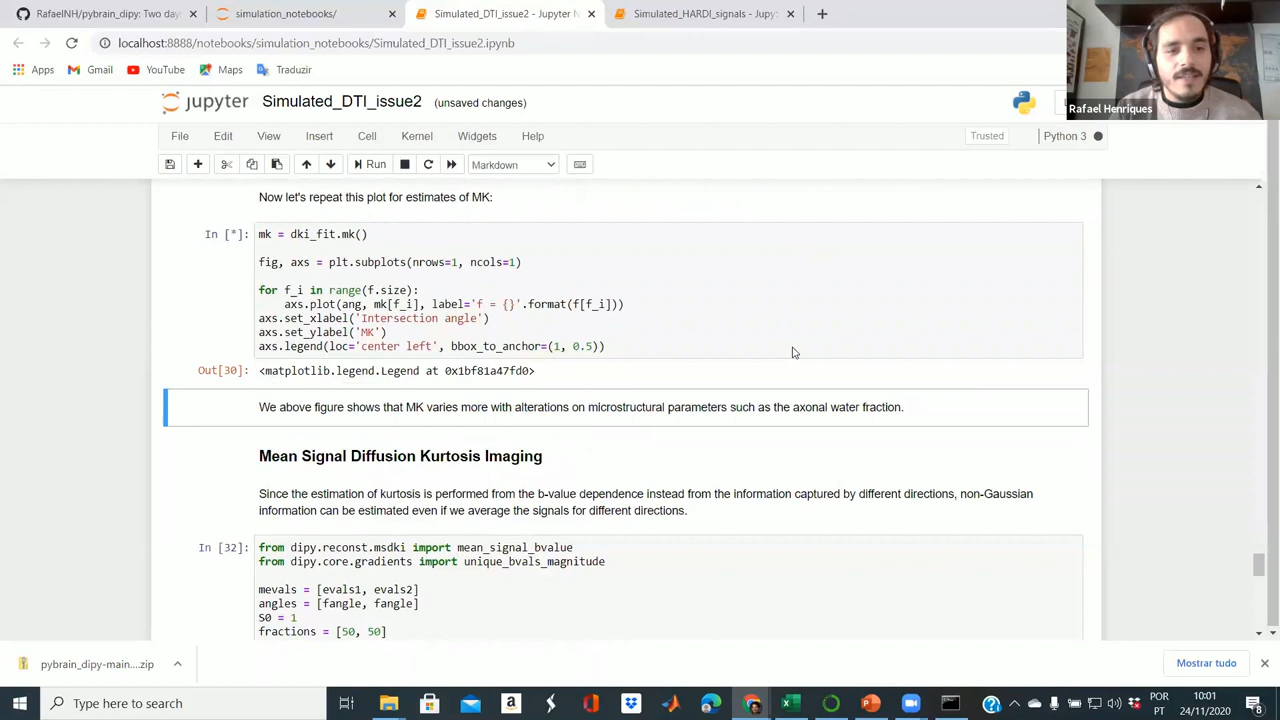 RafaelNH/pybrain_dipy: Two day
simulation_notebooks/
Simulated_DTI_issue2 - Jupyter N
Simulated_HARDI_signals - Jupyt
localhost:8888/notebooks/simulation_notebooks/Simulated_DTI_issue2.ipynb
Apps
Gmail
YouTube
Maps
Traduzir
Rafael Henriques
jupyter
Simulated_DTI_issue2
(unsaved changes)
File
Edit
View
Insert
Cell
Kernel
Widgets
Help
Trusted
Python 3
Run
Markdown
Now let's repeat this plot for estimates of MK:
In [*]:
mk = dki_fit.mk()
fig, axs = plt.subplots(nrows=1, ncols=1)
for f_i in range(f.size):
axs.plot(ang, mk[f_i], label='f = {}'.format(f[f_i]))
axs.set_xlabel('Intersection angle')
axs.set_ylabel('MK')
axs.legend(loc='center left', bbox_to_anchor=(1, 0.5))
Out[30]:
<matplotlib.legend.Legend at 0x1bf81a47fd0>
We above figure shows that MK varies more with alterations on microstructural parameters such as the axonal water fraction.
Mean Signal Diffusion Kurtosis Imaging
Since the estimation of kurtosis is performed from the b-value dependence instead from the information captured by different directions, non-Gaussian
information can be estimated even if we average the signals for different directions.
In [32]:
from dipy.reconst.msdki import mean_signal_bvalue
from dipy.core.gradients import unique_bvals_magnitude
mevals = [evals1, evals2]
angles = [fangle, fangle]
S0 = 1
fractions = [50, 50]
pybrain_dipy-main....zip
Mostrar tudo
Type here to search
POR
PT
10:01
24/11/2020
8